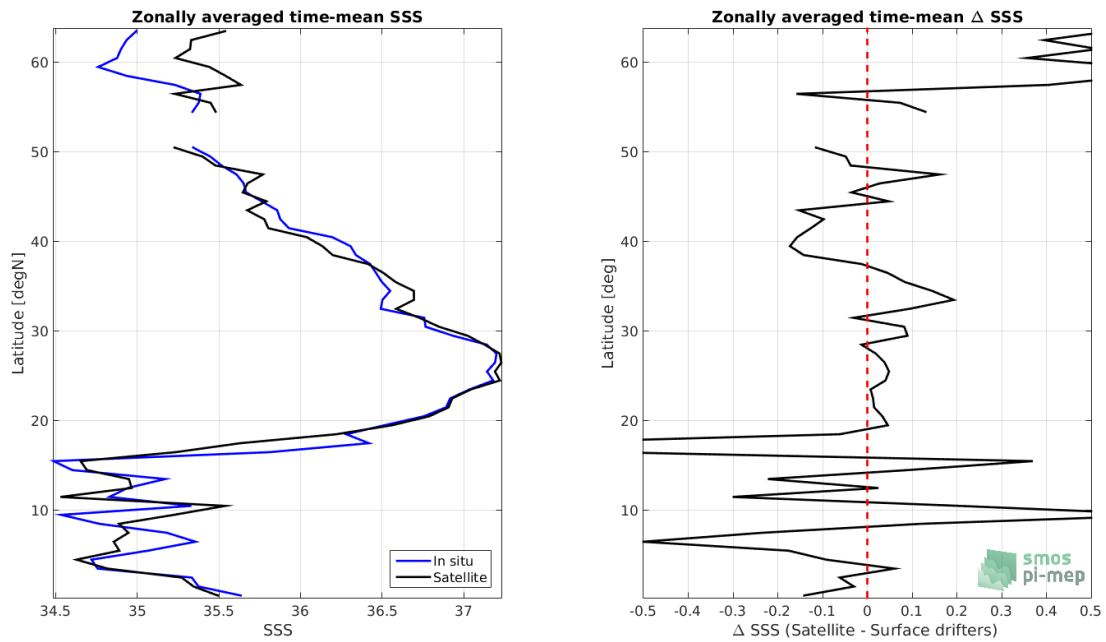 Zonally averaged time-mean SSS
60
50
40
30
20
10
Latitude [degN]
34.5 35 35.5 36 36.5 37
SSS
In situ
Satellite
Zonally averaged time-mean Δ SSS
60
50
40
30
20
10
Latitude [deg]
-0.5 -0.4 -0.3 -0.2 -0.1 0 0.1 0.2 0.3 0.4 0.5
Δ SSS (Satellite - Surface drifters)
smos
pi-mep